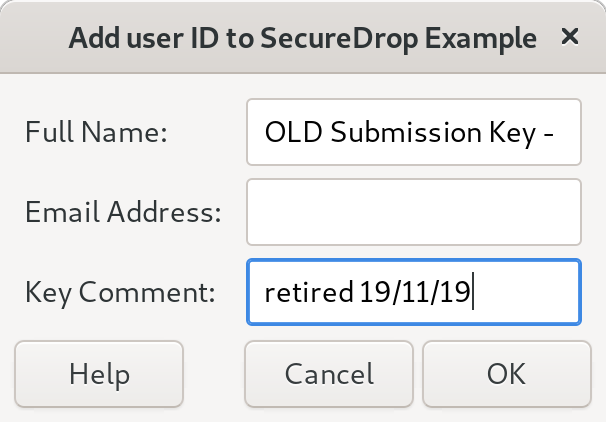 Add user ID to SecureDrop Example ×
Full Name: OLD Submission Key -
Email Address:
Key Comment: retired 19/11/19
Help Cancel OK